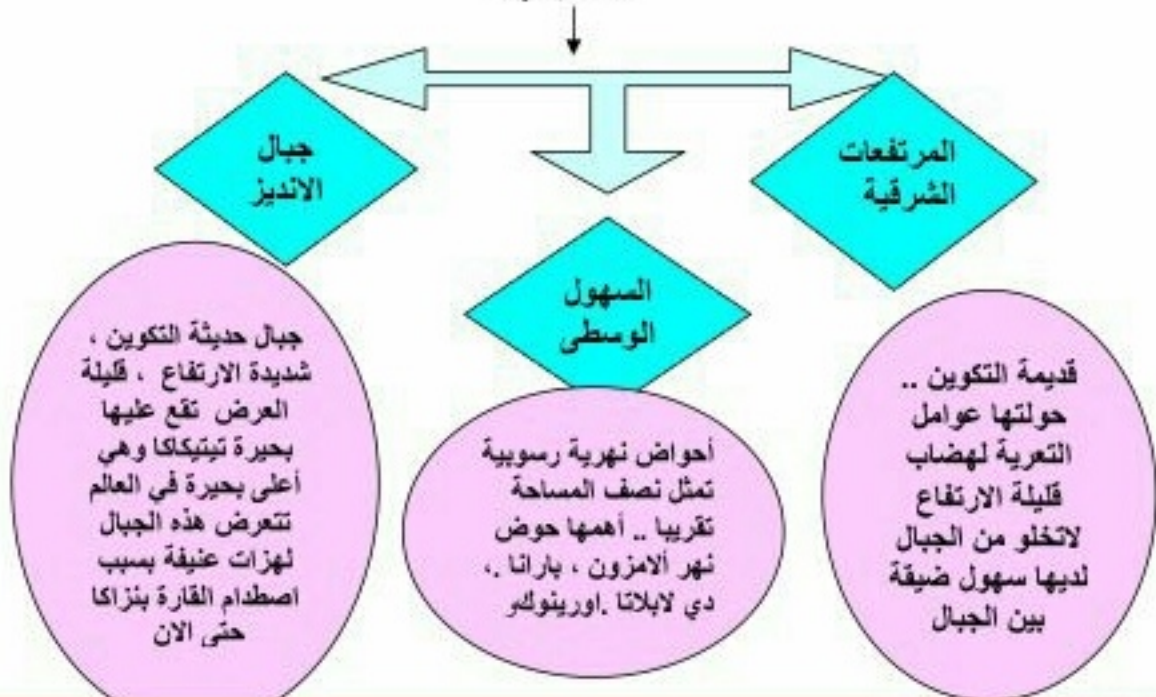 المرتفعات
الشرقية
قديمة التكوين ..
حولتها عوامل
التعرية لهضاب
قليلة الارتفاع
لاتخلو من الجبال
لديها سهول ضيقة
بين الجبال
السهول
الوسطى
أحواض نهرية رسوبية
تمثل نصف المساحة
تقريبا .. أهمها حوض
نهر ألامزون ، بارانا .،
دي لابلاتا .اورينوكو
جبال
الانديز
جبال حديثة التكوين ،
شديدة الارتفاع ، قليلة
العرض تقع عليها
بحيرة تيتيكاكا وهي
أعلى بحيرة في العالم
تتعرض هذه الجبال
لهزات عنيفة بسبب
اصطدام القارة بنزاكا
حتى الان